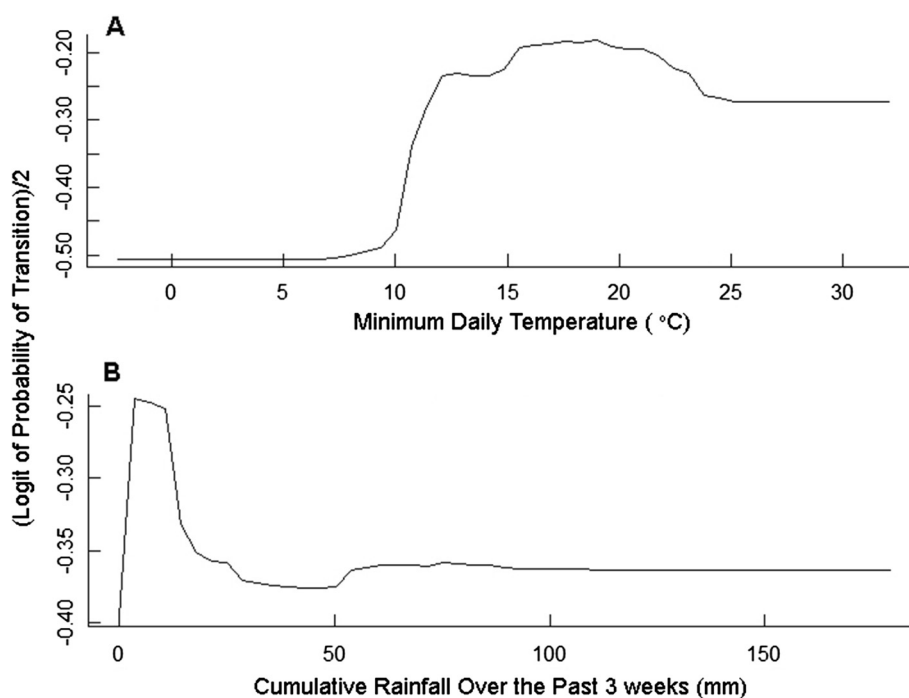 A
(Logit of Probability of Transition)/2
-0.20
-0.30
-0.40
-0.50
0 5 10 15 20 25 30
Minimum Daily Temperature ( °C)
B
-0.25
-0.30
-0.35
-0.40
0 50 100 150
Cumulative Rainfall Over the Past 3 weeks (mm)